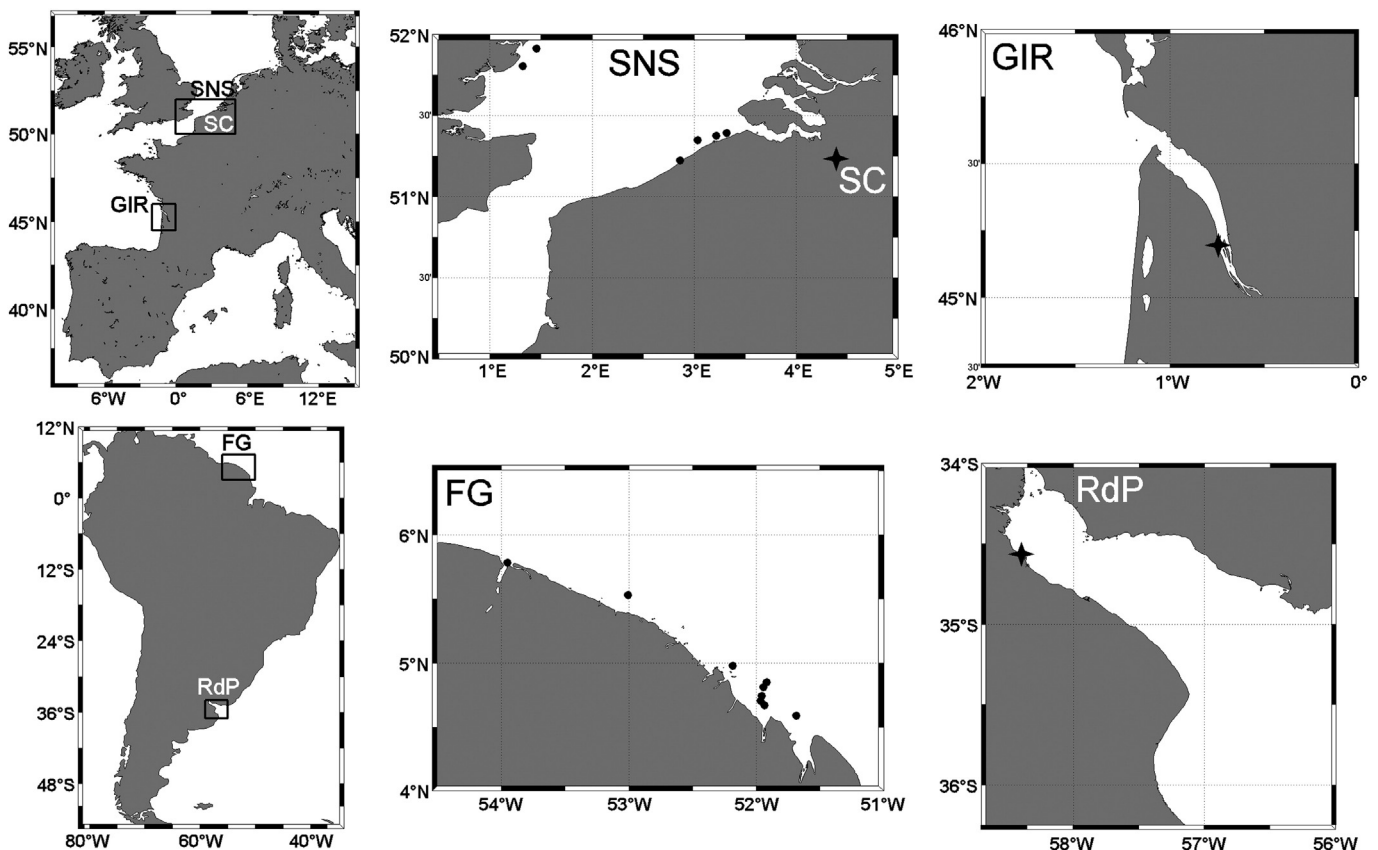 55°N
50°N
45°N
40°N
6°W 0° 6°E 12°E
SNS
SC
GIR
52°N
30'
51°N
30'
50°N
1°E 2°E 3°E 4°E 5°E
SNS
SC
46°N
30'
45°N
30'
2°W 1°W 0°
GIR
12°N
0°
12°S
24°S
36°S
48°S
80°W 60°W 40°W
FG
RdP
6°N
5°N
4°N
54°W 53°W 52°W 51°W
FG
34°S
35°S
36°S
58°W 57°W 56°W
RdP